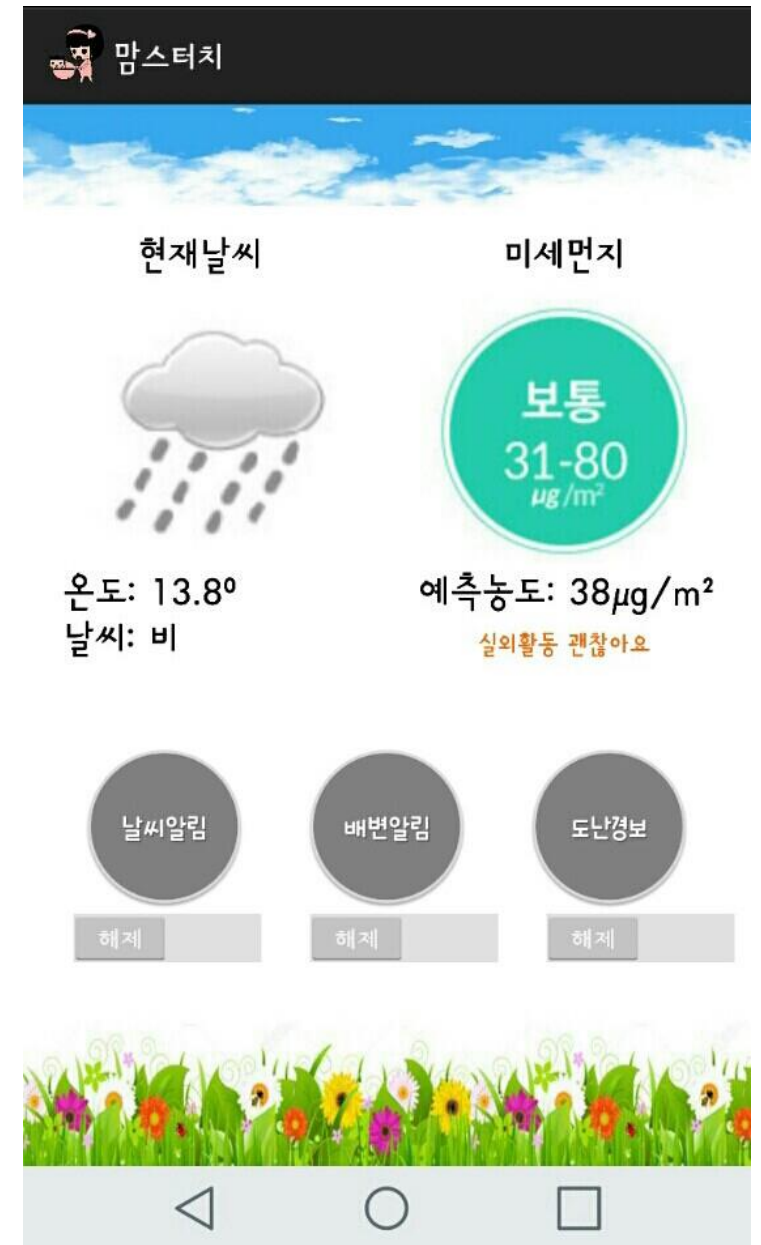 맘스터치
현재날씨
미세먼지
보통
31-80
μg/m²
온도: 13.8º
날씨: 비
예측농도: 38μg/m²
실외활동 괜찮아요
날씨알림
배변알림
도난경보
해제
해제
해제